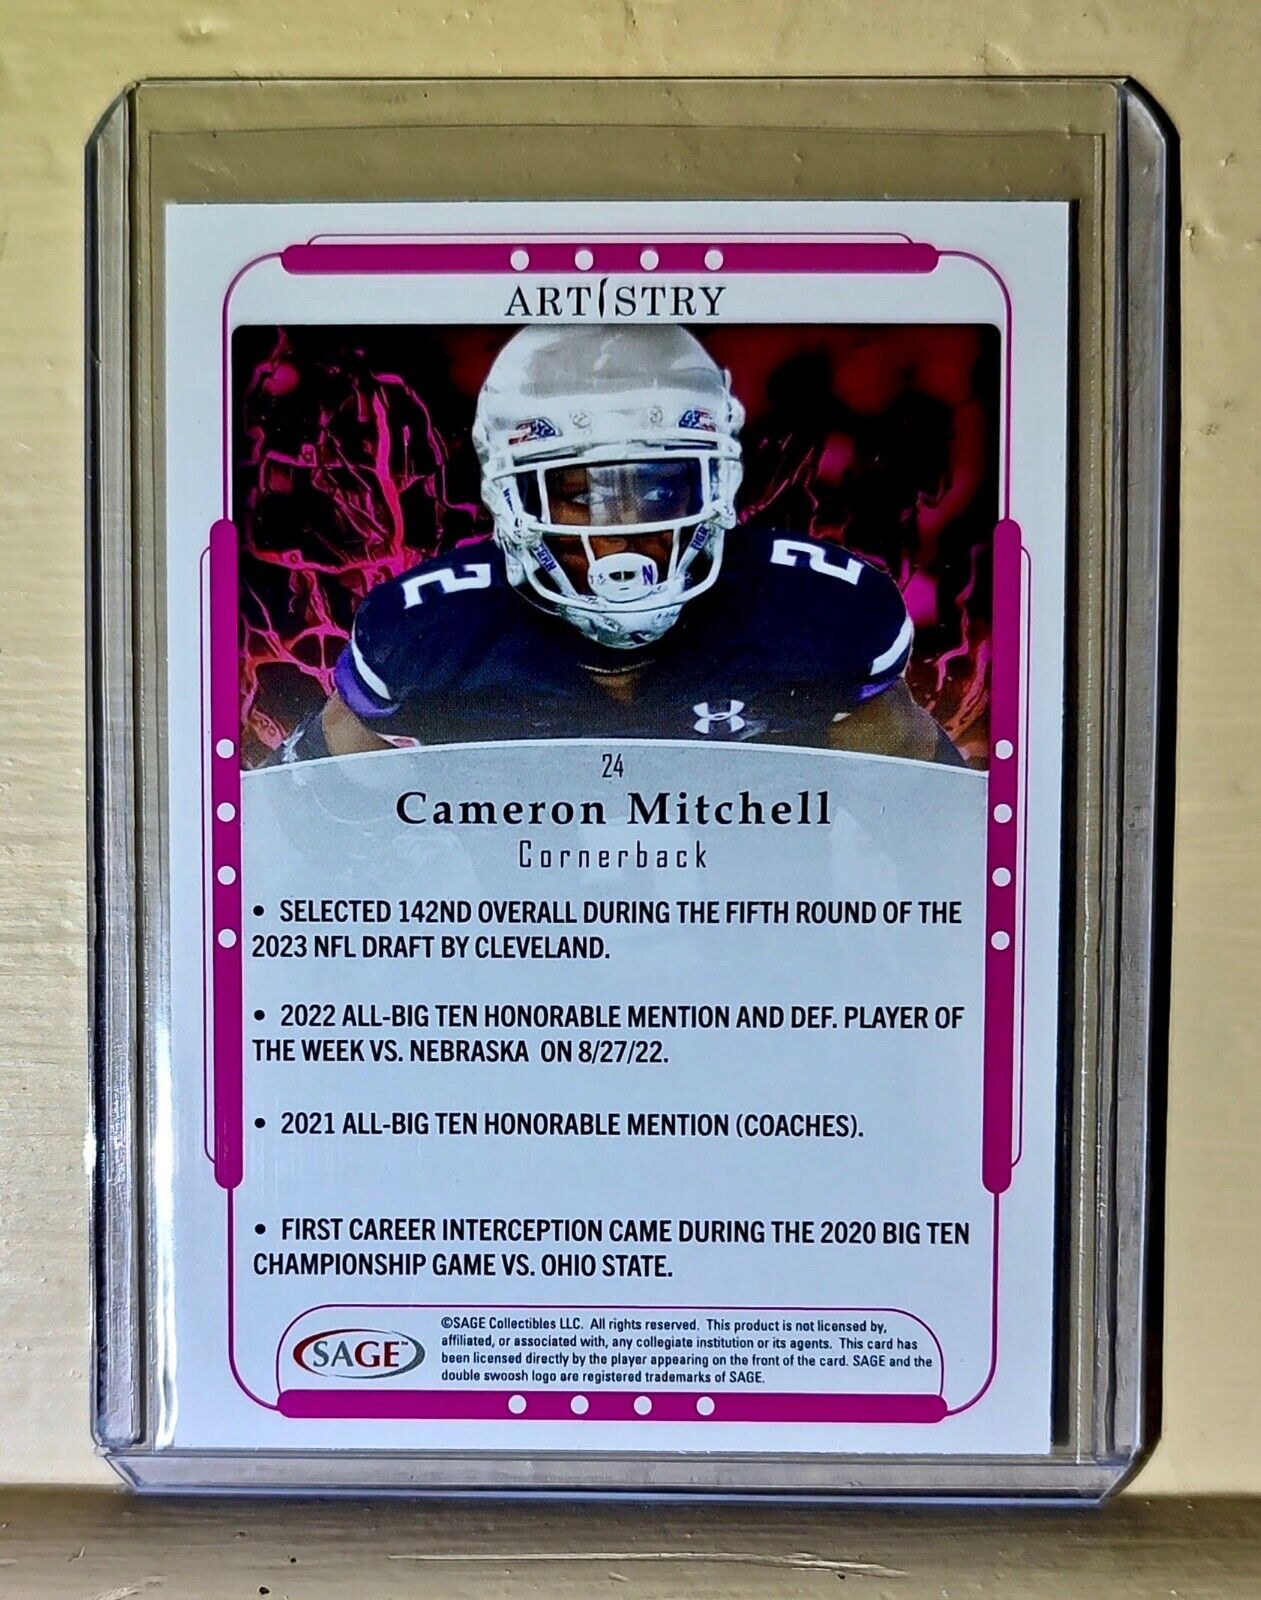 ARTISTRY
2 2
N
24
Cameron Mitchell
Cornerback
• SELECTED 142ND OVERALL DURING THE FIFTH ROUND OF THE
2023 NFL DRAFT BY CLEVELAND.
• 2022 ALL-BIG TEN HONORABLE MENTION AND DEF. PLAYER OF
THE WEEK VS. NEBRASKA ON 8/27/22.
• 2021 ALL-BIG TEN HONORABLE MENTION (COACHES).
• FIRST CAREER INTERCEPTION CAME DURING THE 2020 BIG TEN
CHAMPIONSHIP GAME VS. OHIO STATE.
SAGE™
©SAGE Collectibles LLC. All rights reserved. This product is not licensed by,
affiliated, or associated with, any collegiate institution or its agents. This card has
been licensed directly by the player appearing on the front of the card. SAGE and the
double swoosh logo are registered trademarks of SAGE.